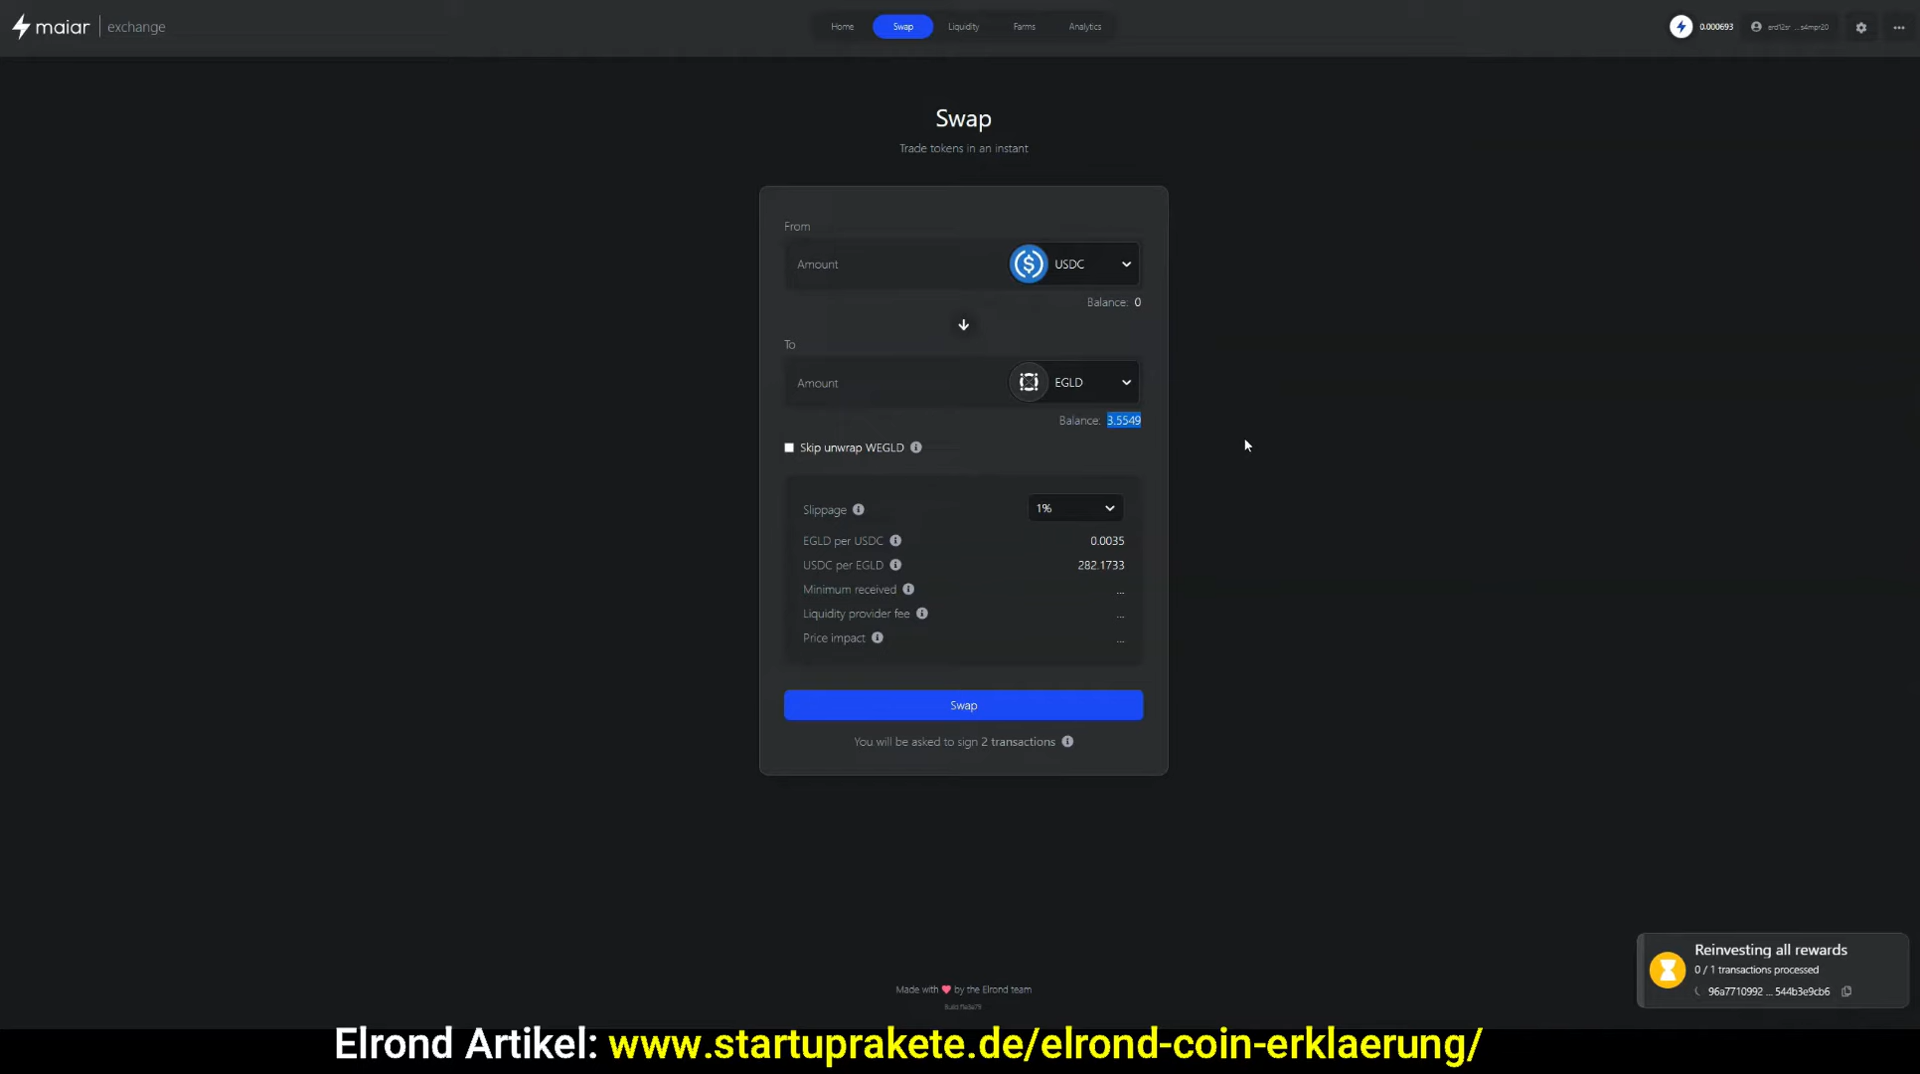 maiar | exchange
Home
Swap
Liquidity
Farms
Analytics
0.000693
erd12sr ...s4mpr20
...
Swap
Trade tokens in an instant
From
Amount
USDC
Balance: 0
To
Amount
EGLD
Balance: 3.5549
Skip unwrap WEGLD
Slippage
1%
EGLD per USDC
0.0035
USDC per EGLD
282.1733
Minimum received
...
Liquidity provider fee
...
Price impact
...
Swap
You will be asked to sign 2 transactions
Reinvesting all rewards
0 / 1 transactions processed
96a7710992 ... 544b3e9cb6
Made with ❤ by the Elrond team
Elrond Artikel: www.startuprakete.de/elrond-coin-erklaerung/